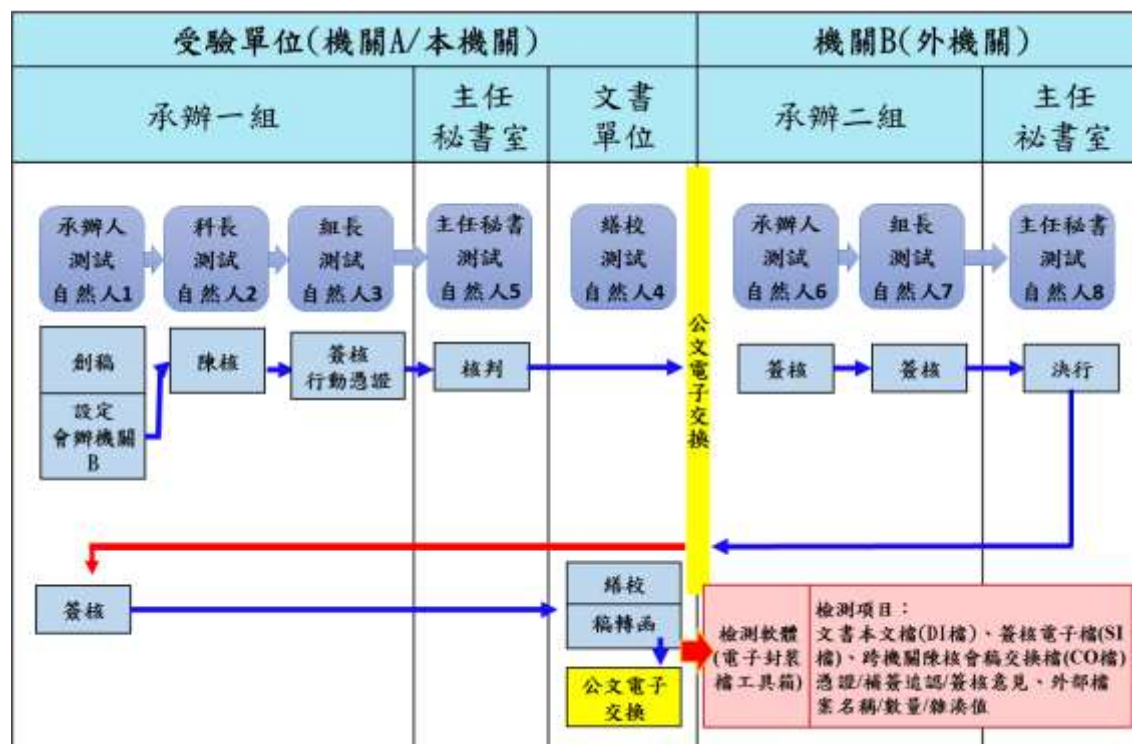 受驗單位(機關A/本機關)
機關B(外機關)
承辦一組
主任
秘書室
文書
單位
承辦二組
主任
祕書室
承辦人
測試
自然人1
科長
測試
自然人2
組長
測試
自然人3
主任秘書
測試
自然人5
繕校
測試
自然人4
承辦人
測試
自然人6
組長
測試
自然人7
主任秘書
測試
自然人8
公文電子交換
創稿
設定
會辦機關
B
陳核
簽核
行動憑證
核判
簽核
簽核
決行
簽核
繕校
稿轉函
公文電子
交換
檢測軟體
(電子封裝
檔工具箱)
檢測項目：
文書本文檔(DI檔)、簽核電子檔(SI
檔)、跨機關陳核會稿交換檔(CO檔)
憑證/補簽追認/簽核意見、外部檔
案名稱/數量/雜湊值